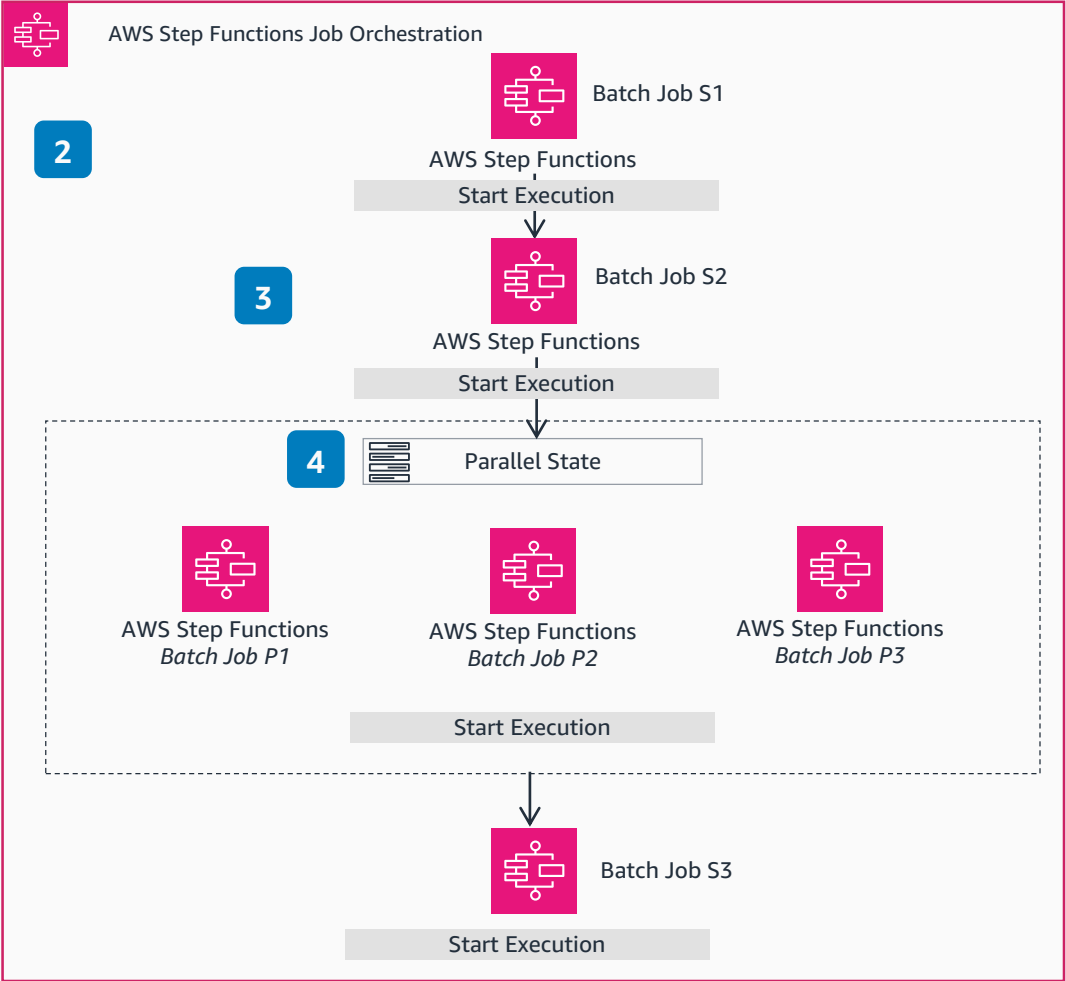 AWS Step Functions Job Orchestration
Batch Job S1
2
AWS Step Functions
Start Execution
Batch Job S2
3
AWS Step Functions
Start Execution
4
Parallel State
AWS Step Functions
Batch Job P1
AWS Step Functions
Batch Job P2
AWS Step Functions
Batch Job P3
Start Execution
Batch Job S3
Start Execution